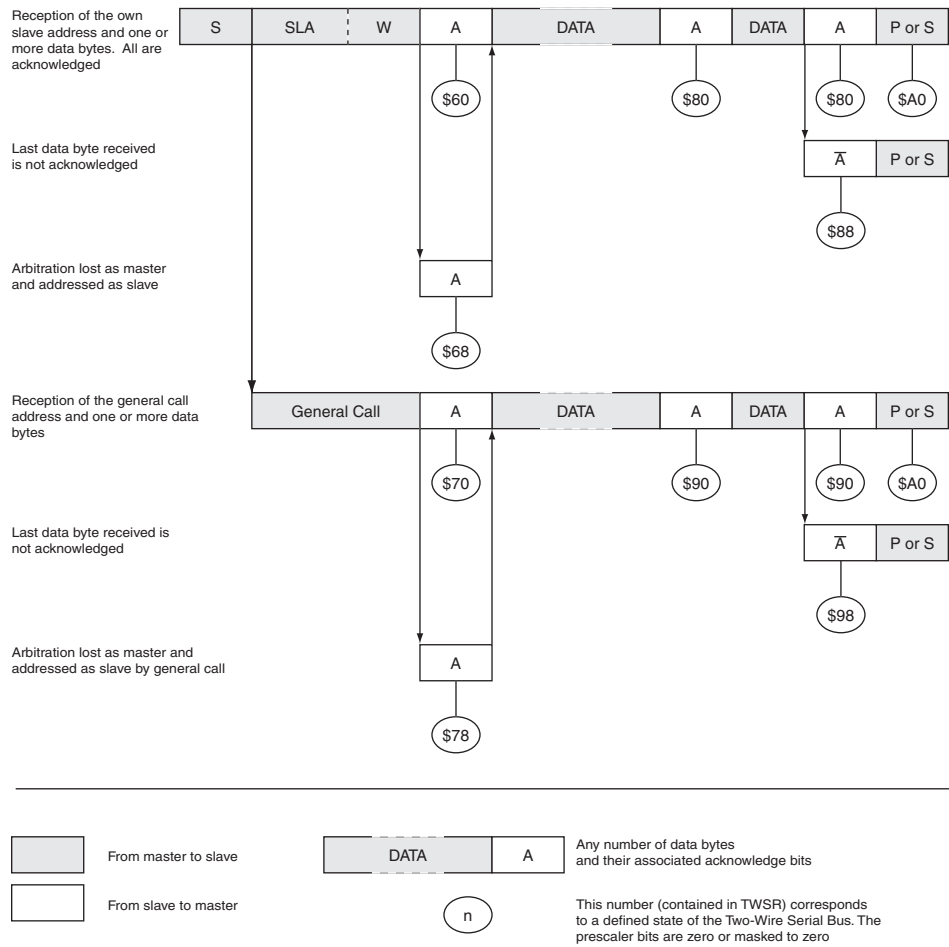 Reception of the own
slave address and one or
more data bytes. All are
acknowledged
S SLA W A DATA A DATA A P or S
$60 $80 $80 $A0
Last data byte received
is not acknowledged
A̅ P or S
$88
Arbitration lost as master
and addressed as slave
A
$68
Reception of the general call
address and one or more data
bytes
General Call A DATA A DATA A P or S
$70 $90 $90 $A0
Last data byte received is
not acknowledged
A̅ P or S
$98
Arbitration lost as master and
addressed as slave by general call
A
$78
From master to slave
DATA A
Any number of data bytes
and their associated acknowledge bits
From slave to master
n
This number (contained in TWSR) corresponds
to a defined state of the Two-Wire Serial Bus. The
prescaler bits are zero or masked to zero